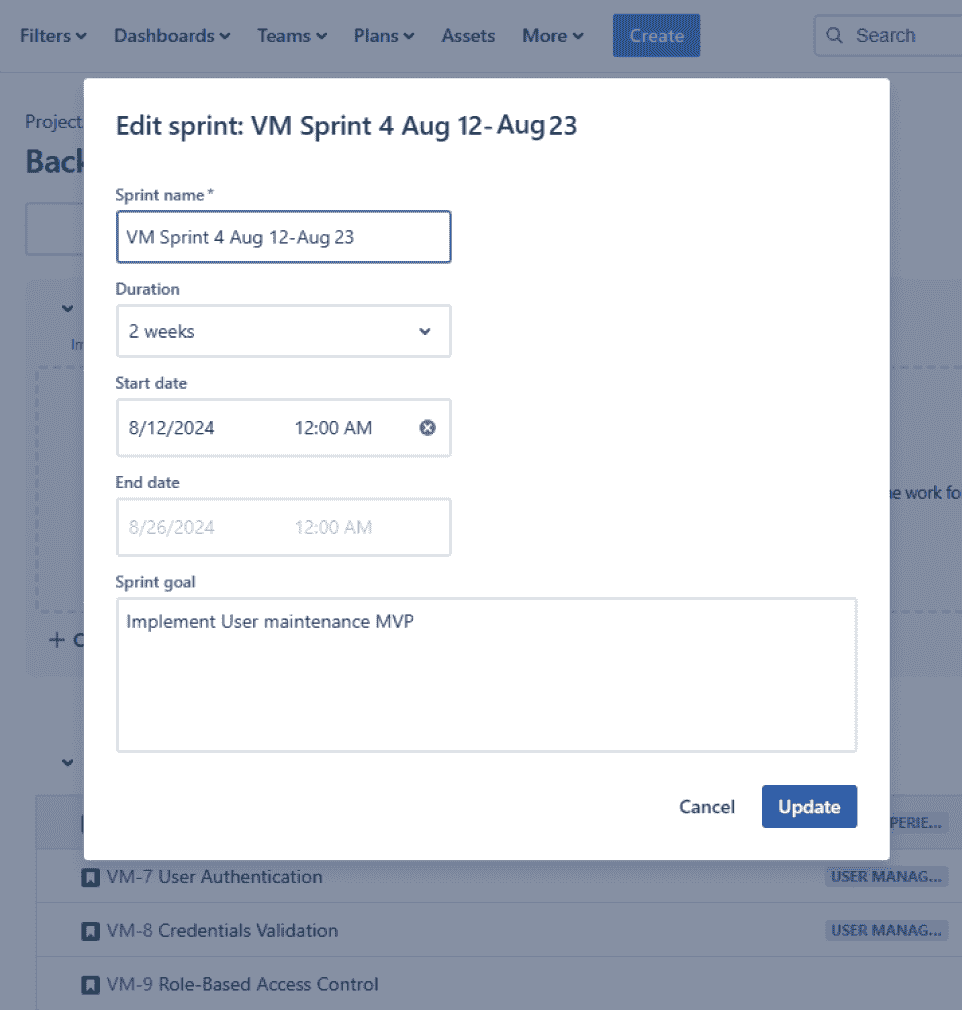 Filters Dashboards Teams Plans Assets More Create Search
Project
Back
Edit sprint: VM Sprint 4 Aug 12-Aug 23
Sprint name*
VM Sprint 4 Aug 12-Aug 23
Duration
2 weeks
Start date
8/12/2024 12:00 AM
End date
8/26/2024 12:00 AM
work fo
Sprint goal
Implement User maintenance MVP
Cancel Update
PERIE...
VM-7 User Authentication USER MANAG...
VM-8 Credentials Validation USER MANAG...
VM-9 Role-Based Access Control